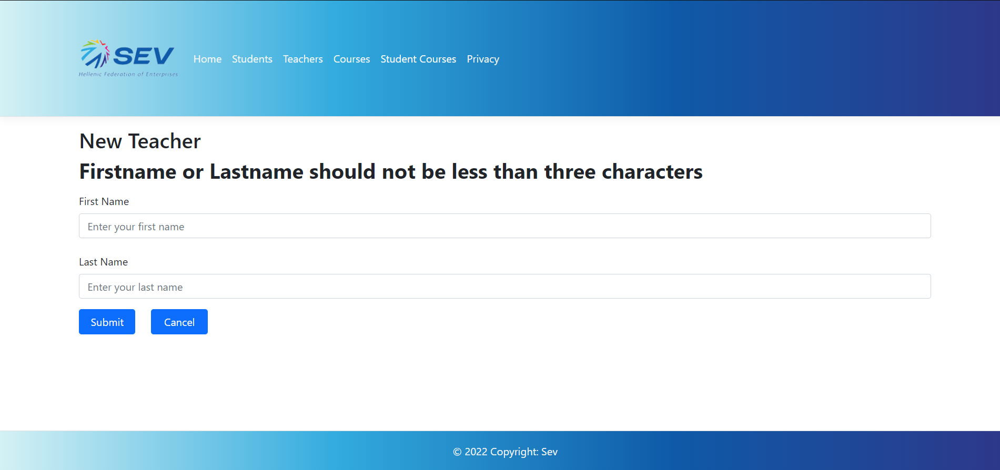 SEV
Hellenic Federation of Enterprises
Home Students Teachers Courses Student Courses Privacy
New Teacher
Firstname or Lastname should not be less than three characters
First Name
Enter your first name
Last Name
Enter your last name
Submit Cancel
© 2022 Copyright: Sev